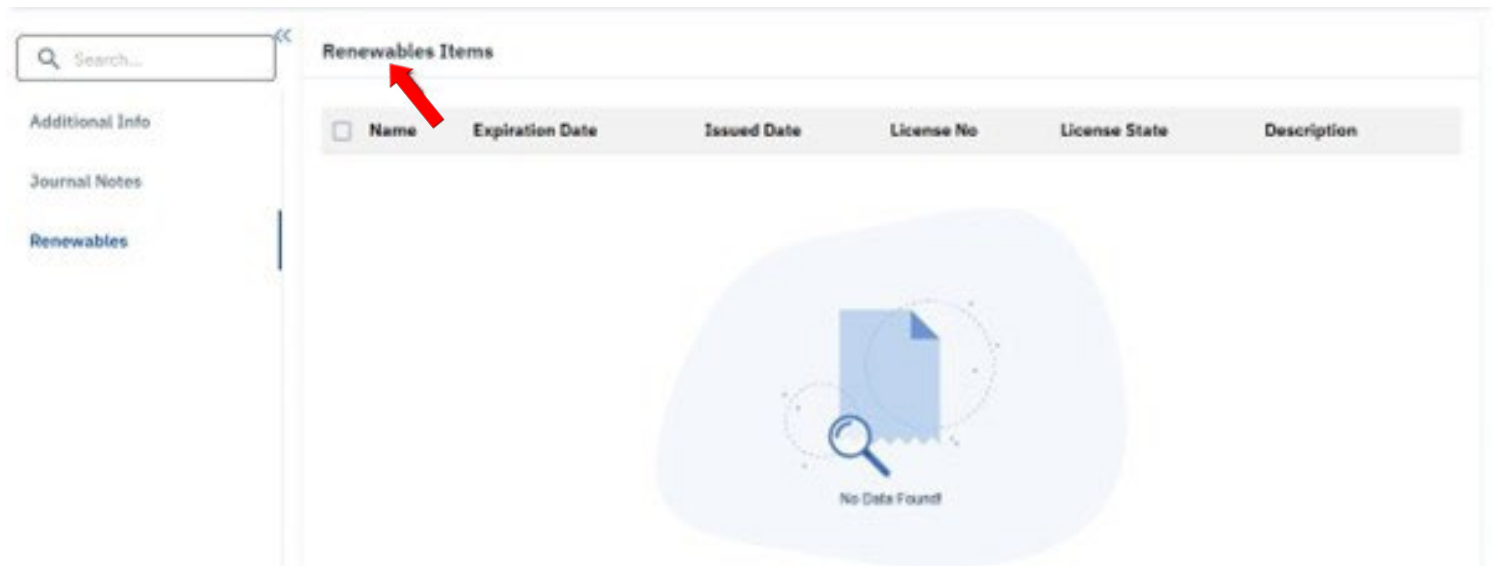 Search...
Renewables Items
Additional Info
Journal Notes
Renewables
Name Expiration Date Issued Date License No License State Description
No Data Found!